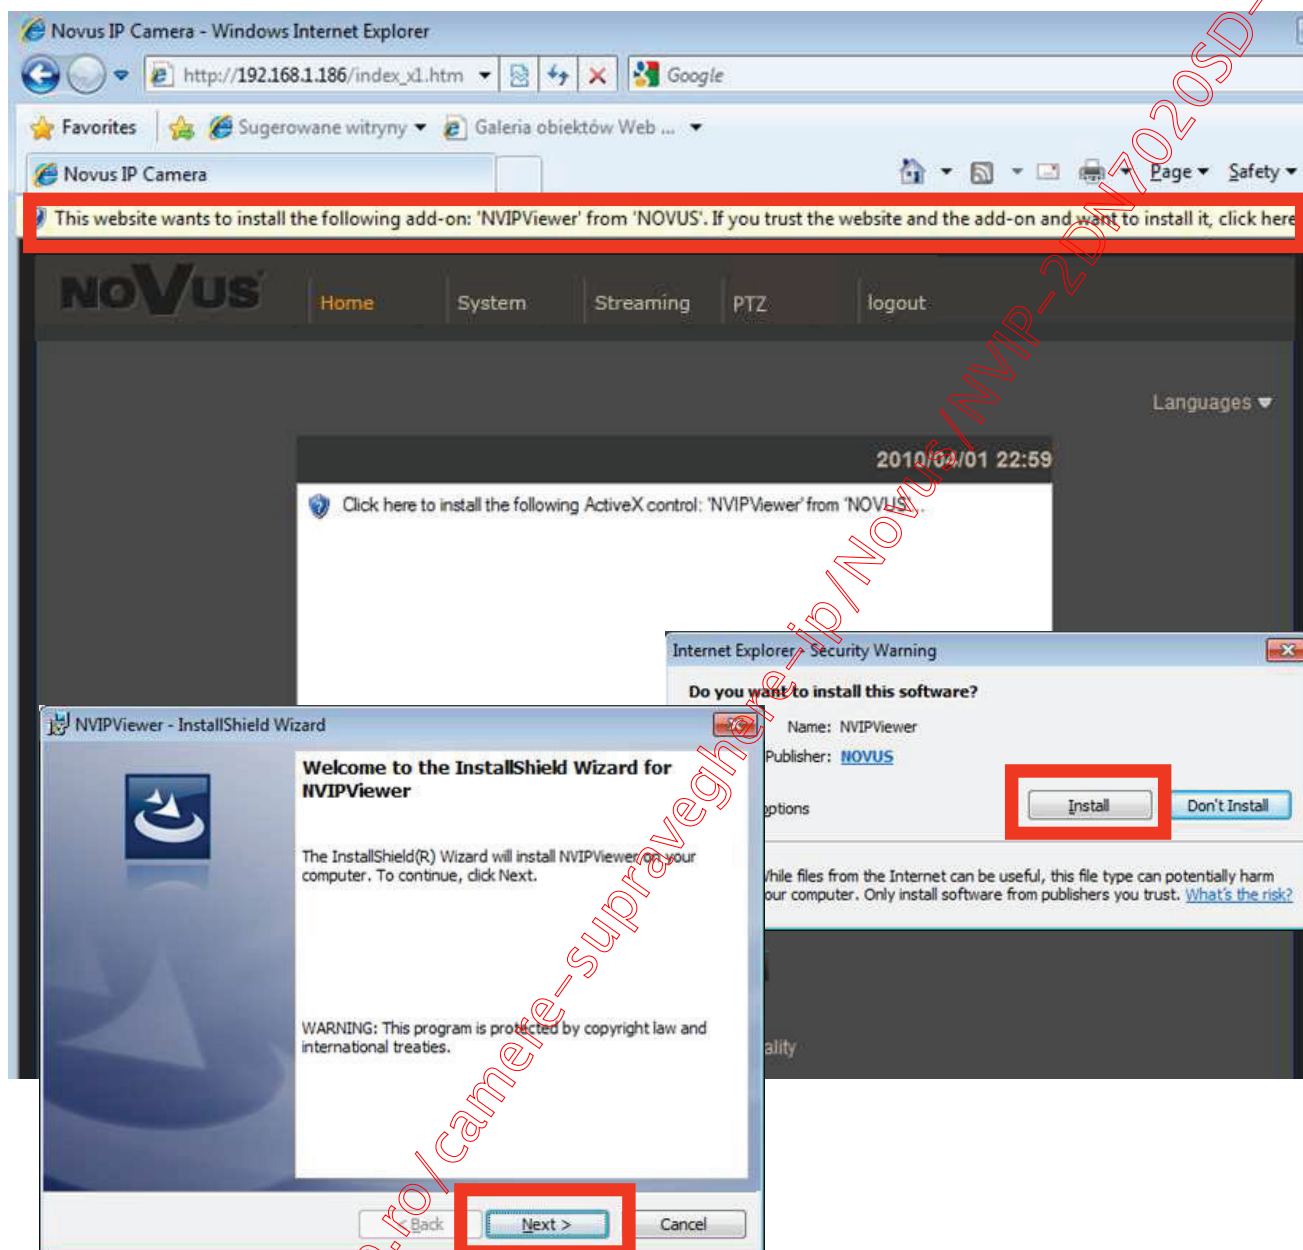 Novus IP Camera - Windows Internet Explorer
http://192.168.1.186/index_x1.htm
Google
Favorites
Sugerowane witryny
Galeria obiektów Web ...
Novus IP Camera
Page
Safety
This website wants to install the following add-on: 'NVIPViewer' from 'NOVUS'. If you trust the website and the add-on and want to install it, click here
NOVUS
Home
System
Streaming
PTZ
logout
Languages
2010/04/01 22:59
Click here to install the following ActiveX control: 'NVIPViewer' from 'NOVUS'...
Internet Explorer - Security Warning
Do you want to install this software?
Name: NVIPViewer
Publisher: NOVUS
options
Install
Don't Install
While files from the Internet can be useful, this file type can potentially harm
your computer. Only install software from publishers you trust. What's the risk?
NVIPViewer - InstallShield Wizard
Welcome to the InstallShield Wizard for
NVIPViewer
The InstallShield(R) Wizard will install NVIPViewer on your
computer. To continue, click Next.
WARNING: This program is protected by copyright law and
international treaties.
ality
< Back
Next >
Cancel
.ro/camere-supraveghere-ip/Novus/NVIP-2DN7020SD-